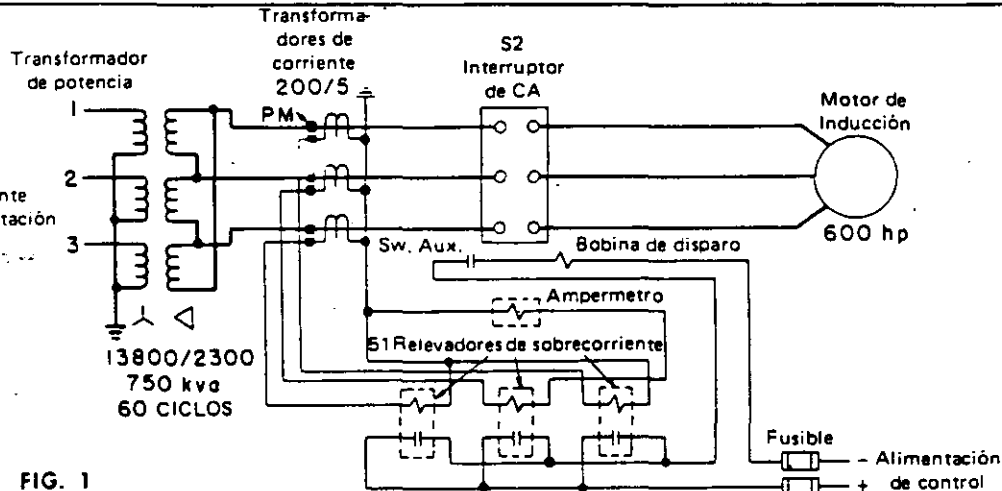 Transforma-
dores de
corriente
200/5
Transformador
de potencia
S2
Interruptor
de CA
Motor de
Inducción
1
PM
2
nte
tación
3
600 hp
Sw. Aux.
Bobina de disparo
Ampermetro
51 Relevadores de sobrecorriente
13800/2300
750 kva
60 CICLOS
Fusible
- Alimentación
+ de control
FIG. 1